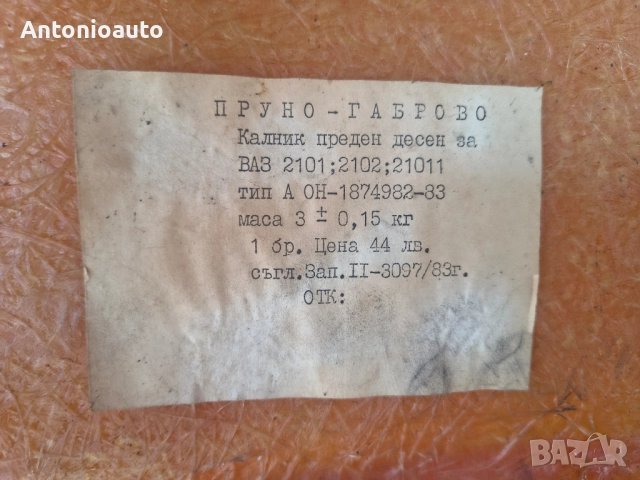 Antonioauto
ПРУНО - ГАБРОВО
Калник преден десен за
ВАЗ 2101;2102;21011
тип А ОН-1874982-83
маса 3 ± 0,15 кг
1 бр. Цена 44 лв.
съгл.Зап.II-3097/83г.
ОТК:
BAZAR